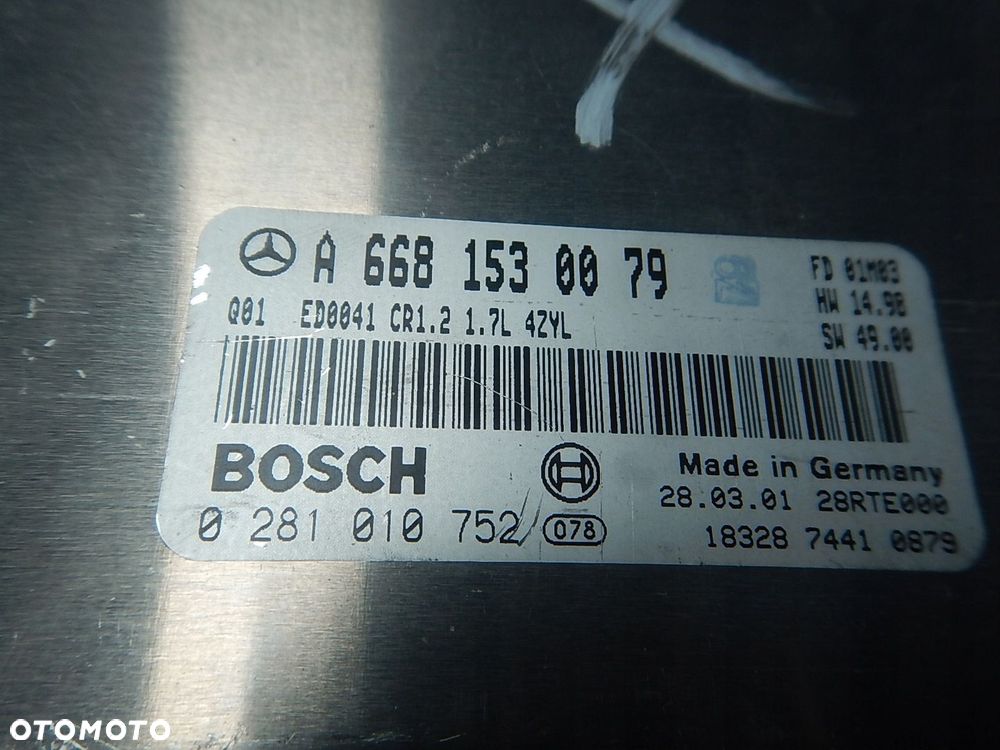 A 668 153 00 79
FD 01M03
HW 14.98
SW 49.00
Q01 ED0041 CR1.2 1.7L 4ZYL
BOSCH
Made in Germany
28.03.01 28RTE000
0 281 010 752 078
18328 7441 0879
OTOMOTO